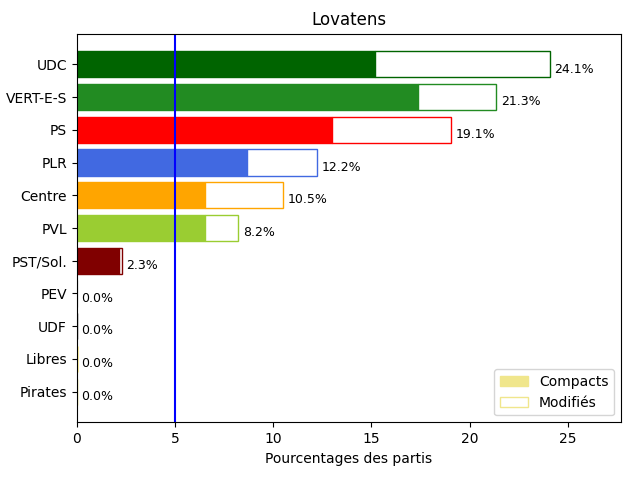 Lovatens
UDC 24.1%
VERT-E-S 21.3%
PS 19.1%
PLR 12.2%
Centre 10.5%
PVL 8.2%
PST/Sol. 2.3%
PEV 0.0%
UDF 0.0%
Libres 0.0%
Pirates 0.0%
Compacts
Modifiés
0 5 10 15 20 25
Pourcentages des partis